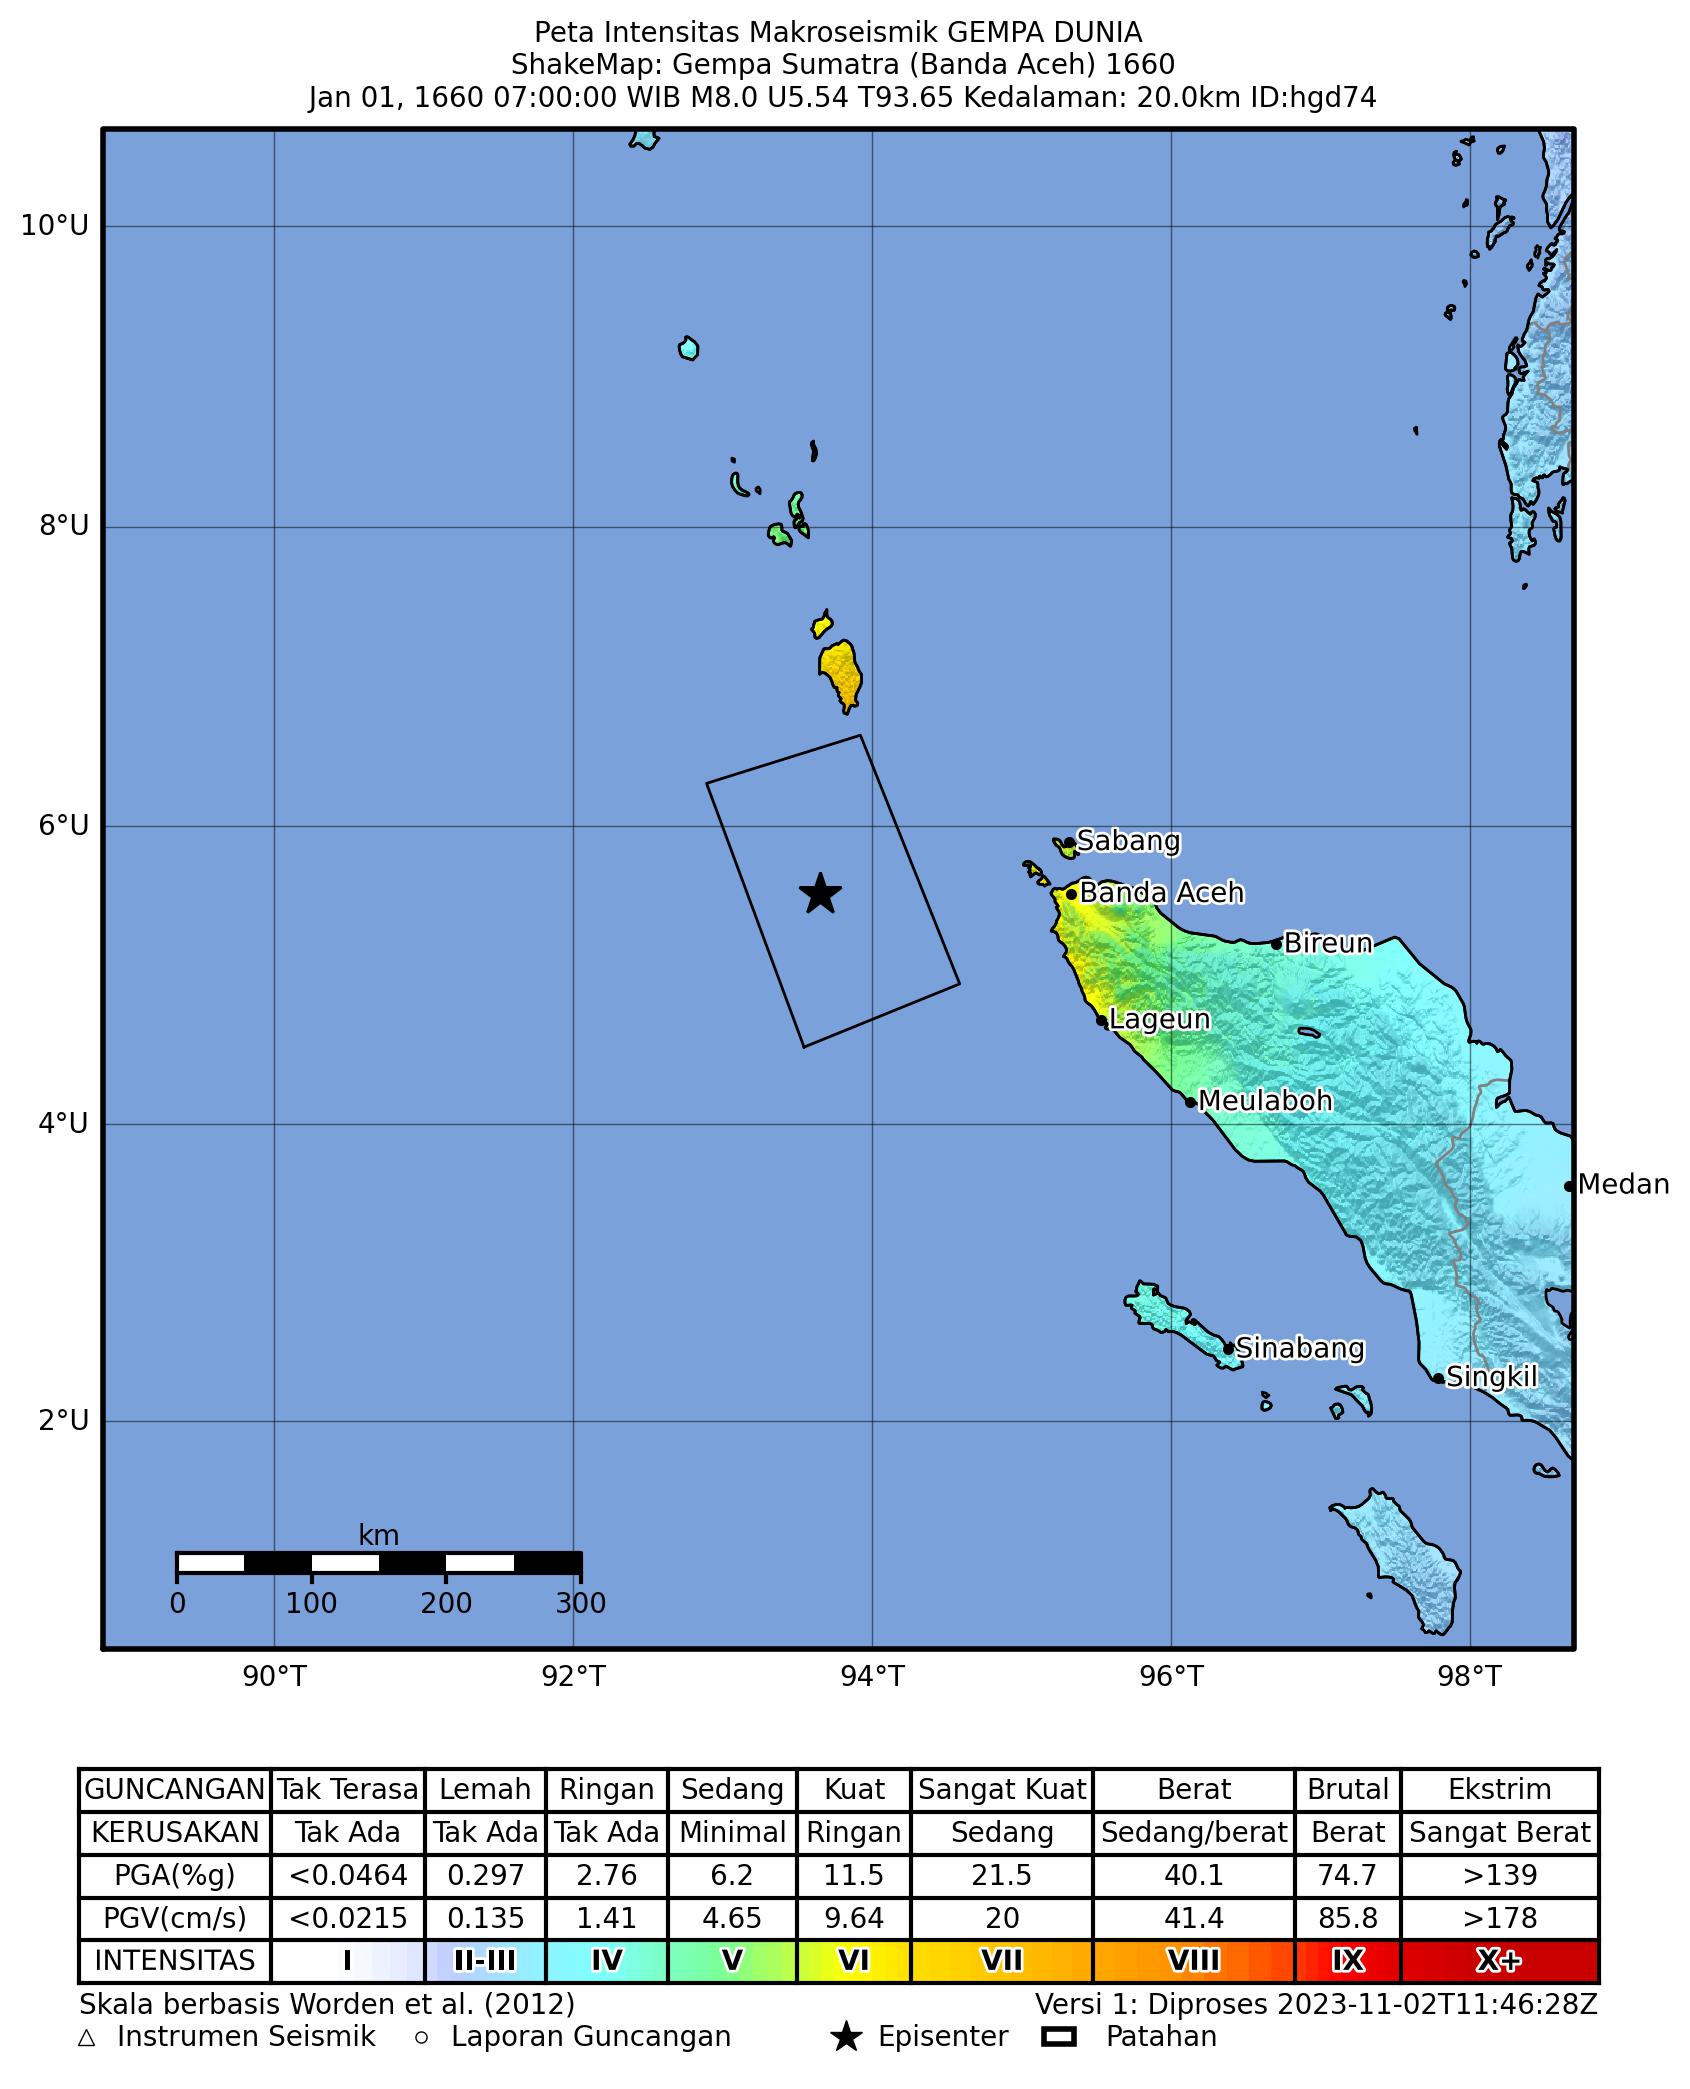 Peta Intensitas Makroseismik GEMPA DUNIA
ShakeMap: Gempa Sumatra (Banda Aceh) 1660
Jan 01, 1660 07:00:00 WIB M8.0 U5.54 T93.65 Kedalaman: 20.0km ID:hgd74
10°U
8°U
6°U
Sabang
Banda Aceh
Bireun
Lageun
Meulaboh
4°U
Medan
Sinabang
Singkil
2°U
km
0 100 200 300
90°T 92°T 94°T 96°T 98°T
GUNCANGAN Tak Terasa Lemah Ringan Sedang Kuat Sangat Kuat Berat Brutal Ekstrim
KERUSAKAN Tak Ada Tak Ada Tak Ada Minimal Ringan Sedang Sedang/berat Berat Sangat Berat
PGA(%g) <0.0464 0.297 2.76 6.2 11.5 21.5 40.1 74.7 >139
PGV(cm/s) <0.0215 0.135 1.41 4.65 9.64 20 41.4 85.8 >178
INTENSITAS I II-III IV V VI VII VIII IX X+
Skala berbasis Worden et al. (2012) Versi 1: Diproses 2023-11-02T11:46:28Z
Instrumen Seismik Laporan Guncangan Episenter Patahan